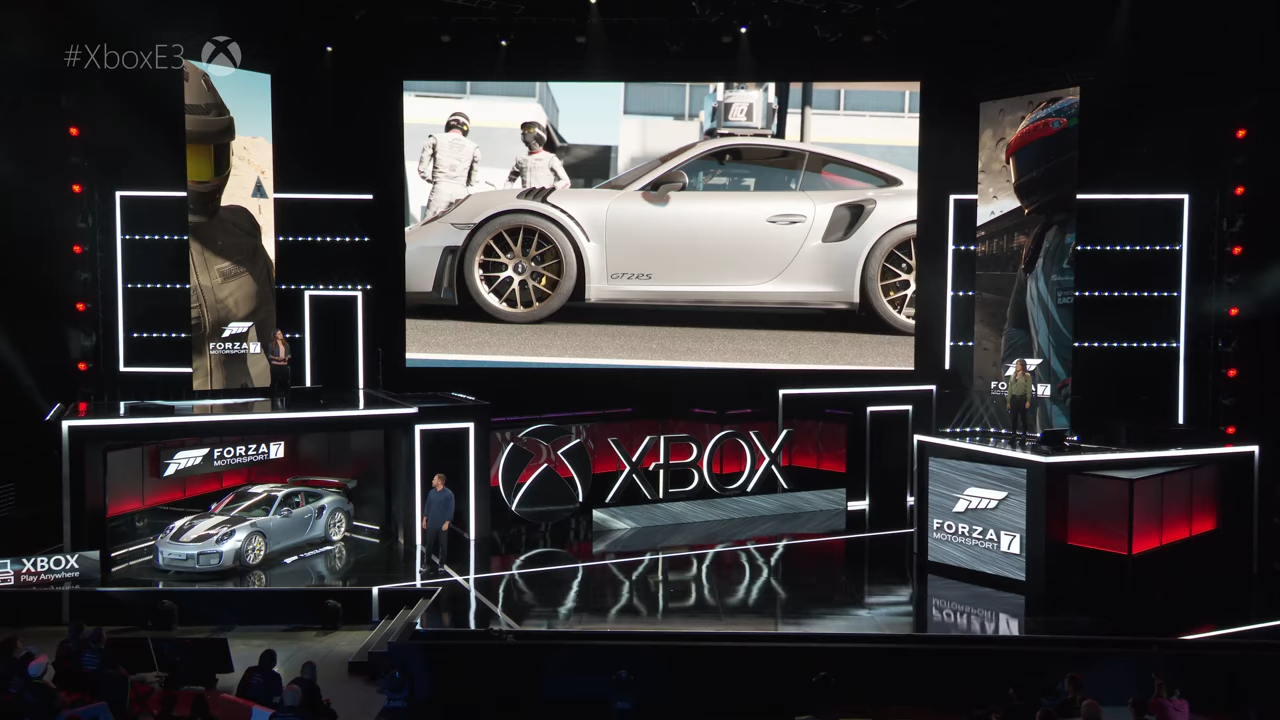 #XboxE3
GT2RS
FORZA
MOTORSPORT 7
FORZA
MOTORSPORT 7
FORZA
MOTORSPORT 7
XBOX
FORZA
MOTORSPORT 7
XBOX
Play Anywhere